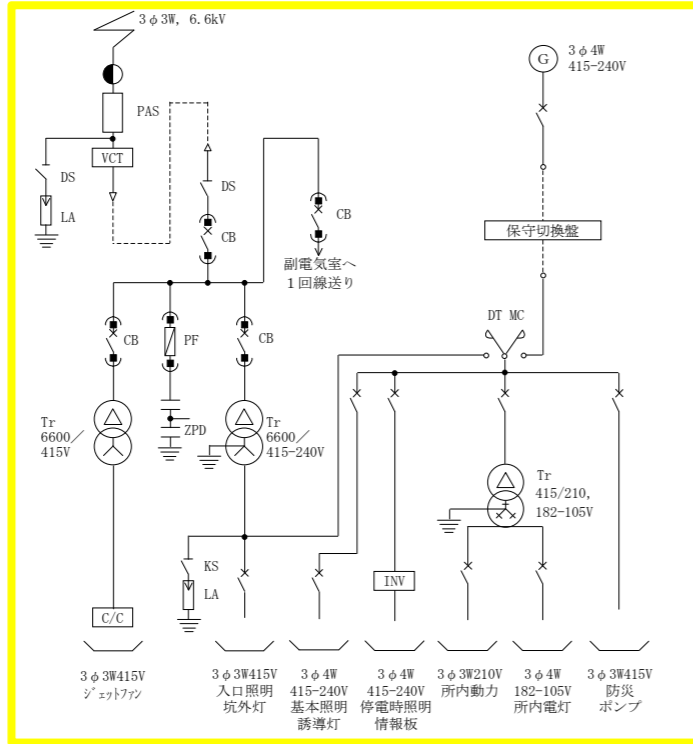 3φ3W, 6.6kV
PAS
VCT
DS
LA
DS
CB
CB
副電気室へ
1回線送り
G
3φ4W
415-240V
保守切換盤
DT MC
CB
PF
CB
ZPD
Tr
6600/
415V
Tr
6600/
415-240V
Tr
415/210,
182-105V
KS
LA
INV
C/C
3φ3W415V
ジェットファン
3φ3W415V
入口照明
坑外灯
3φ4W
415-240V
基本照明
誘導灯
3φ4W
415-240V
停電時照明
情報板
3φ3W210V
所内動力
3φ4W
182-105V
所内電灯
3φ3W415V
防災
ポンプ